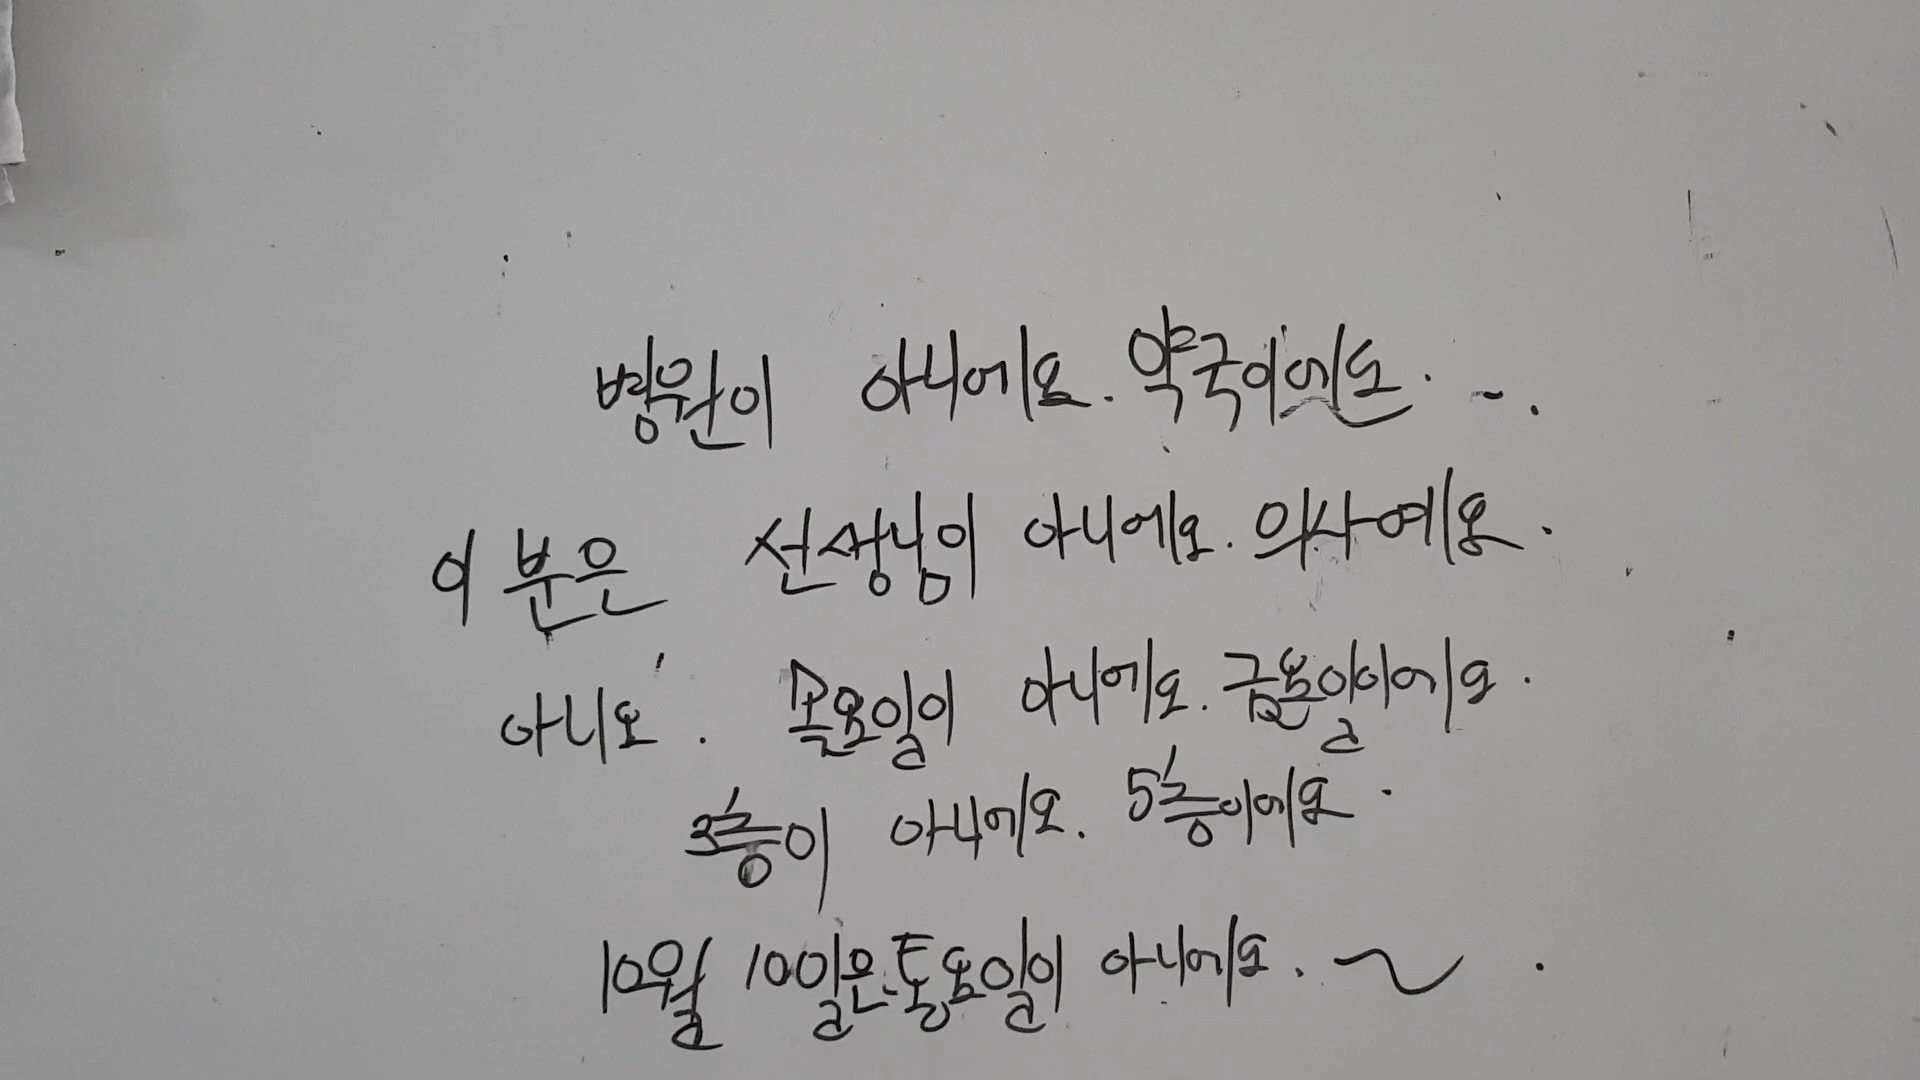 병원이 아니에요. 약국이에요. ~.
이 분은 선생님이 아니에요. 의사예요.
아니요. 목요일이 아니에요. 금요일이에요.
3층이 아니에요. 5층이에요.
10월 10일은 토요일이 아니에요. ~.